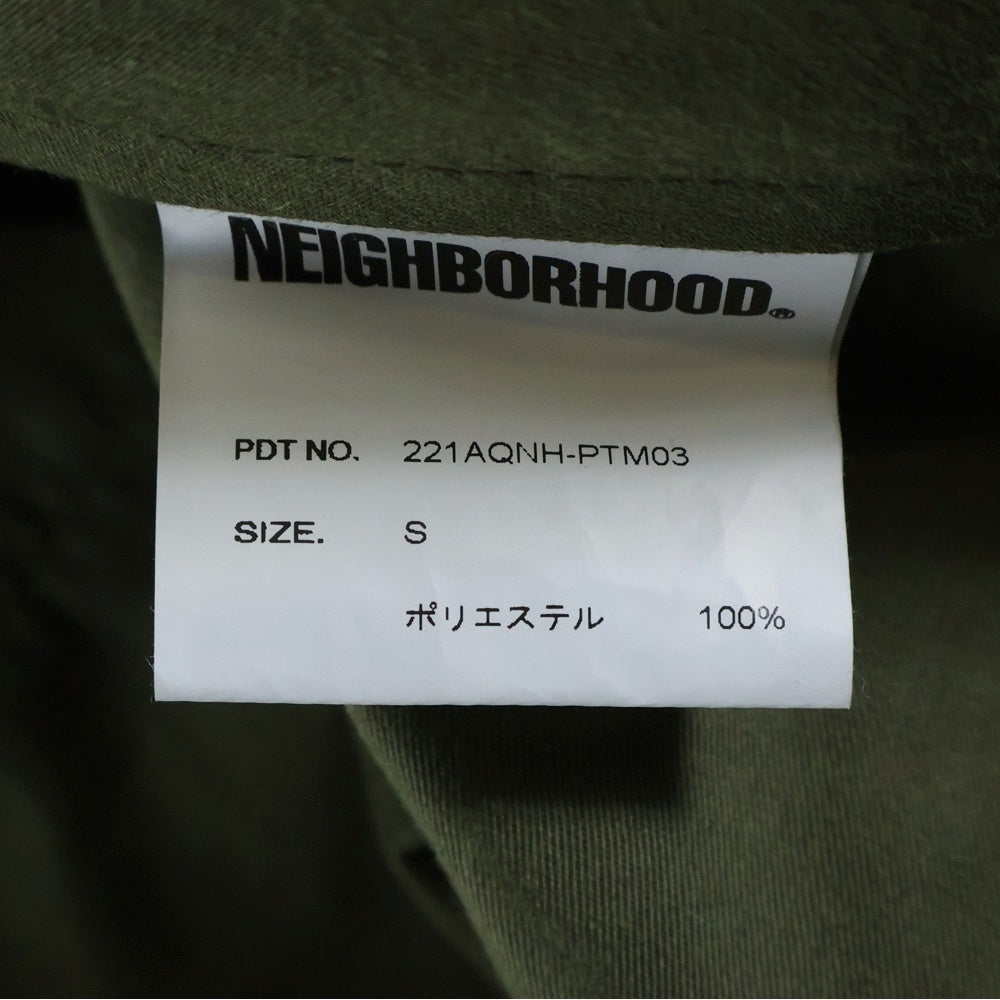 NEIGHBORHOOD®
PDT NO. 221AQNH-PTM03
SIZE. S
ポリエステル 100%